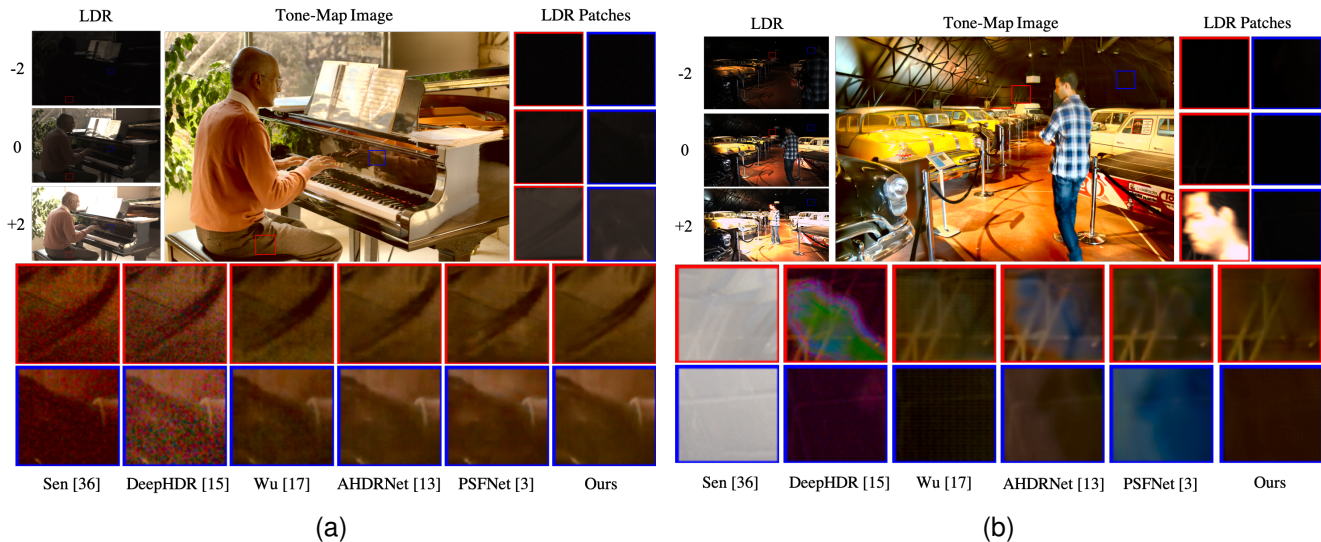 LDR Tone-Map Image LDR Patches
-2
0
+2
Sen [36] DeepHDR [15] Wu [17] AHDRNet [13] PSFNet [3] Ours
(a)
LDR Tone-Map Image LDR Patches
-2
0
+2
Sen [36] DeepHDR [15] Wu [17] AHDRNet [13] PSFNet [3] Ours
(b)